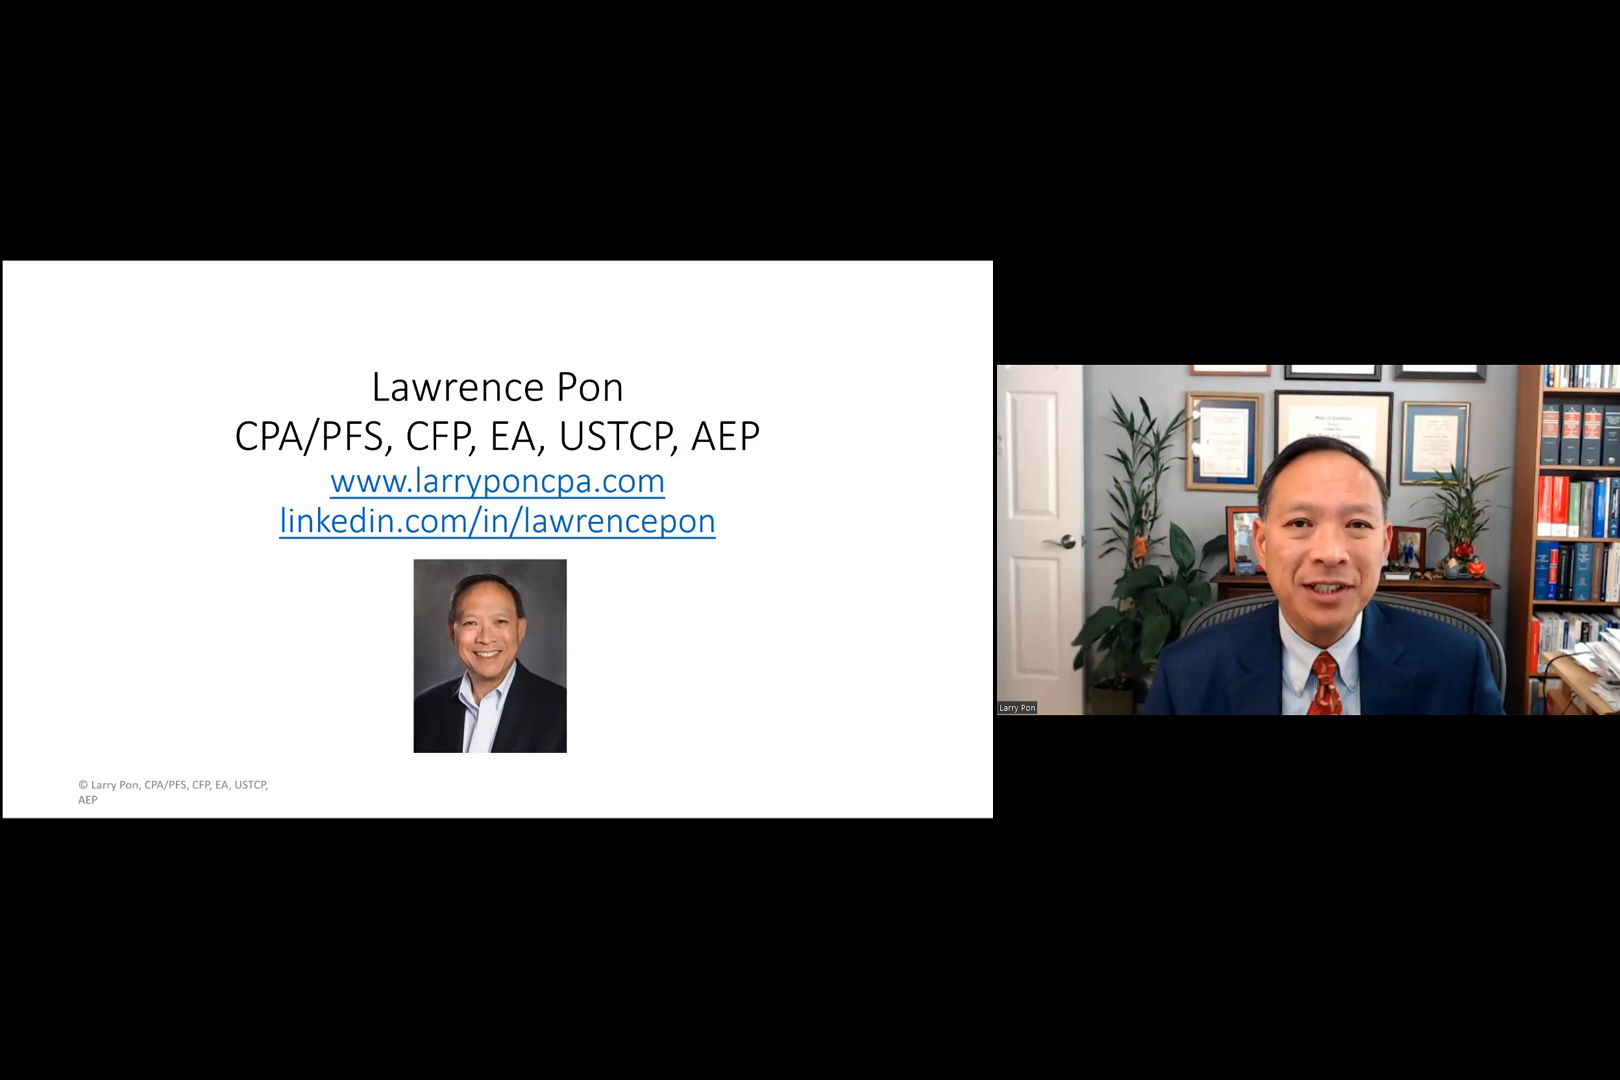 Lawrence Pon
CPA/PFS, CFP, EA, USTCP, AEP
www.larryponcpa.com
linkedin.com/in/lawrencepon
© Larry Pon, CPA/PFS, CFP, EA, USTCP,
AEP
Larry Pon